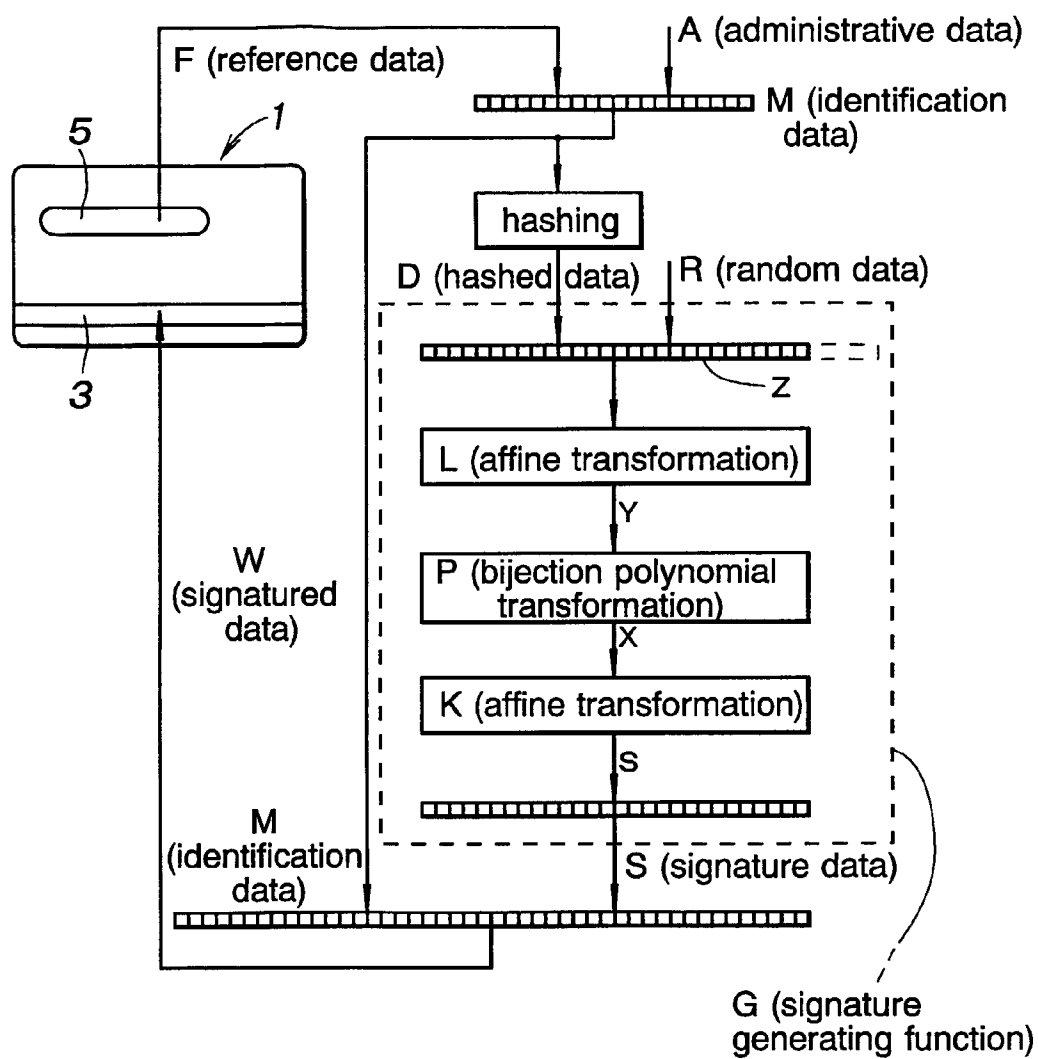 A (administrative data)
F (reference data)
M (identification
data)
1
5
hashing
D (hashed data)
R (random data)
3
Z
L (affine transformation)
Y
W
(signatured
data)
P (bijection polynomial
transformation)
X
K (affine transformation)
S
M
(identification
data)
S (signature data)
G (signature
generating function)